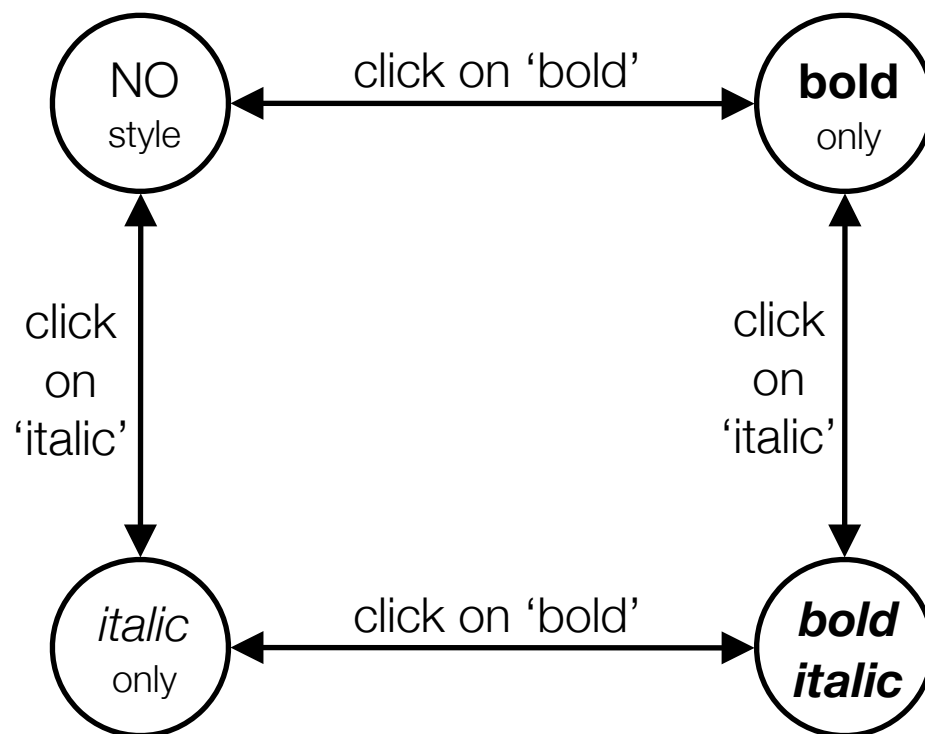 NO
style
click on ‘bold’
bold
only
click
on
‘italic’
click
on
‘italic’
italic
only
click on ‘bold’
bold
italic